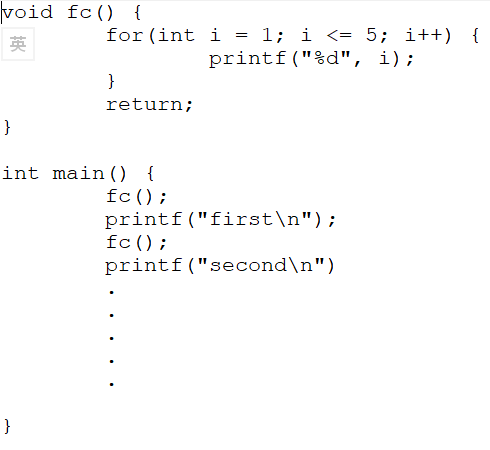 void fc() {
英
for(int i = 1; i <= 5; i++) {
printf("%d", i);
}
return;
}
int main() {
fc();
printf("first\n");
fc();
printf("second\n")
.
.
.
.
.
}